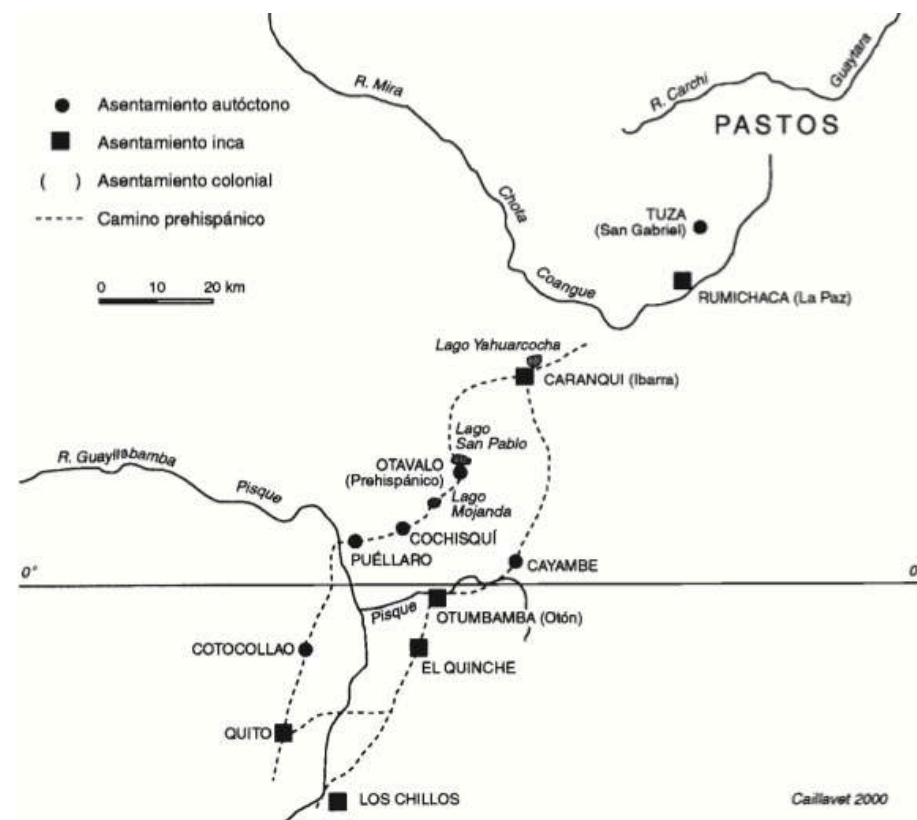 Asentamiento autóctono
Asentamiento inca
( ) Asentamiento colonial
Camino prehispánico
0 10 20 km
R. Mira
Chota
Coangue
R. Carchi
Guaytara
PASTOS
TUZA
(San Gabriel)
RUMICHACA (La Paz)
Lago Yahuarcocha
CARANQUI (Ibarra)
Lago
San Pablo
OTAVALO
(Prehispánico)
Lago
Mojanda
R. Guayllabamba
Pisque
COCHISQUÍ
PUÉLLARO
CAYAMBE
0°
0
Pisque
OTUMBAMBA (Otón)
COTOCOLLAO
EL QUINCHE
QUITO
LOS CHILLOS
Caillavet 2000